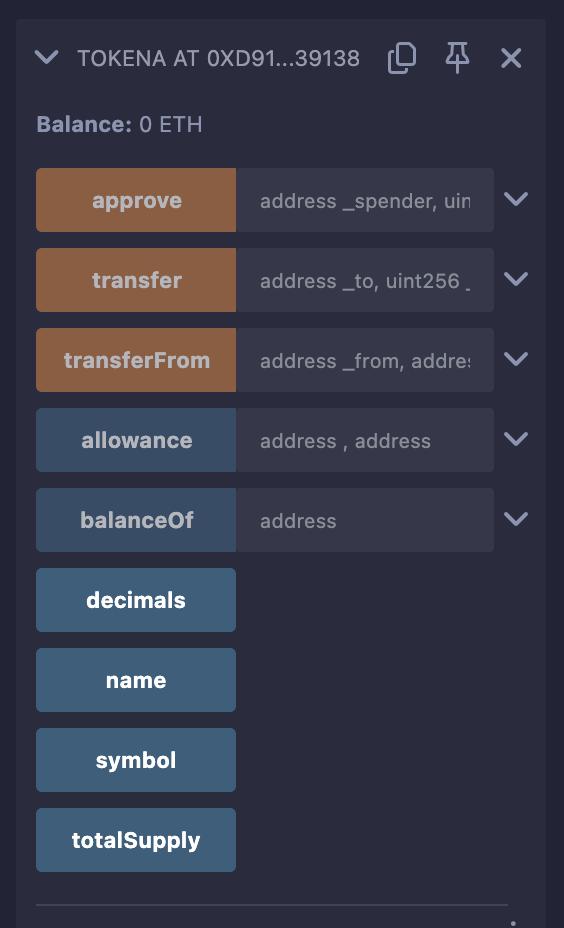 TOKENA AT 0XD91...39138
Balance: 0 ETH
approve address _spender, uin
transfer address _to, uint256 _
transferFrom address _from, addres
allowance address , address
balanceOf address
decimals
name
symbol
totalSupply